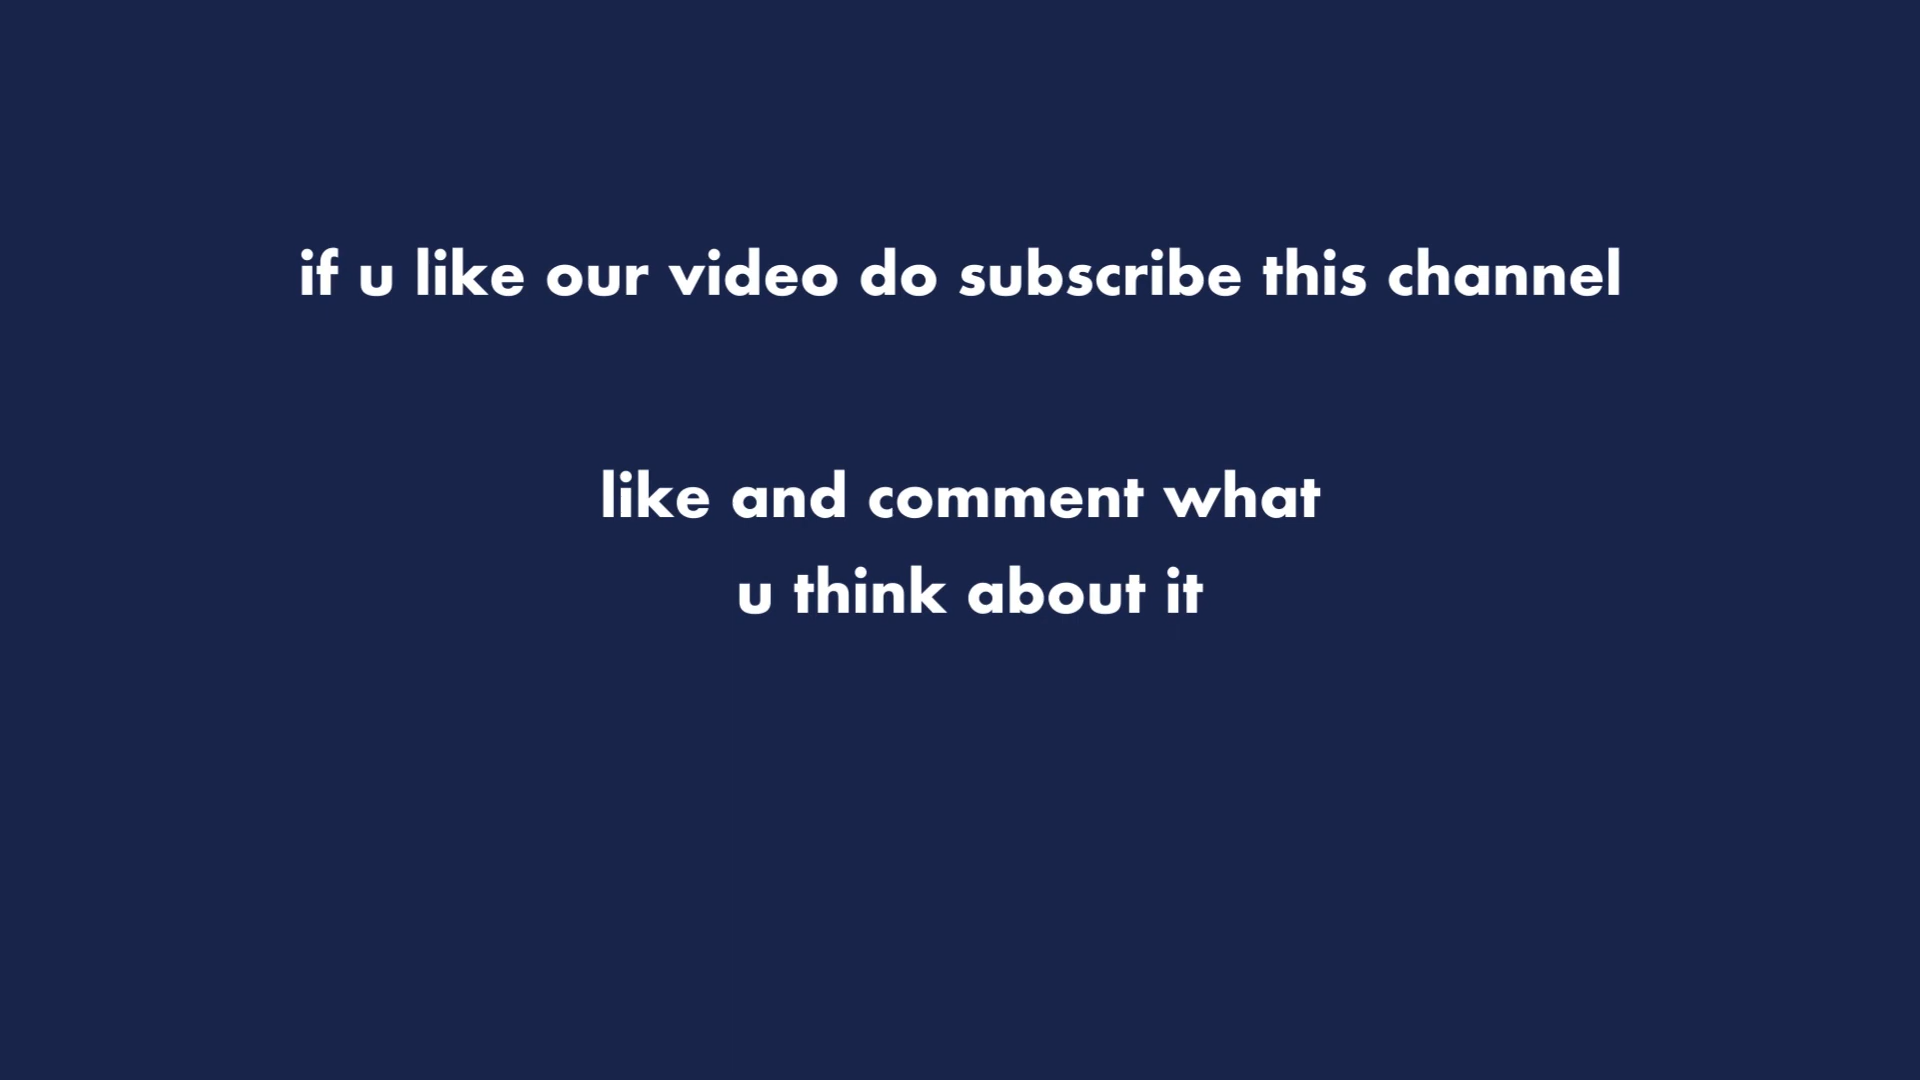 if u like our video do subscribe this channel
like and comment what
u think about it